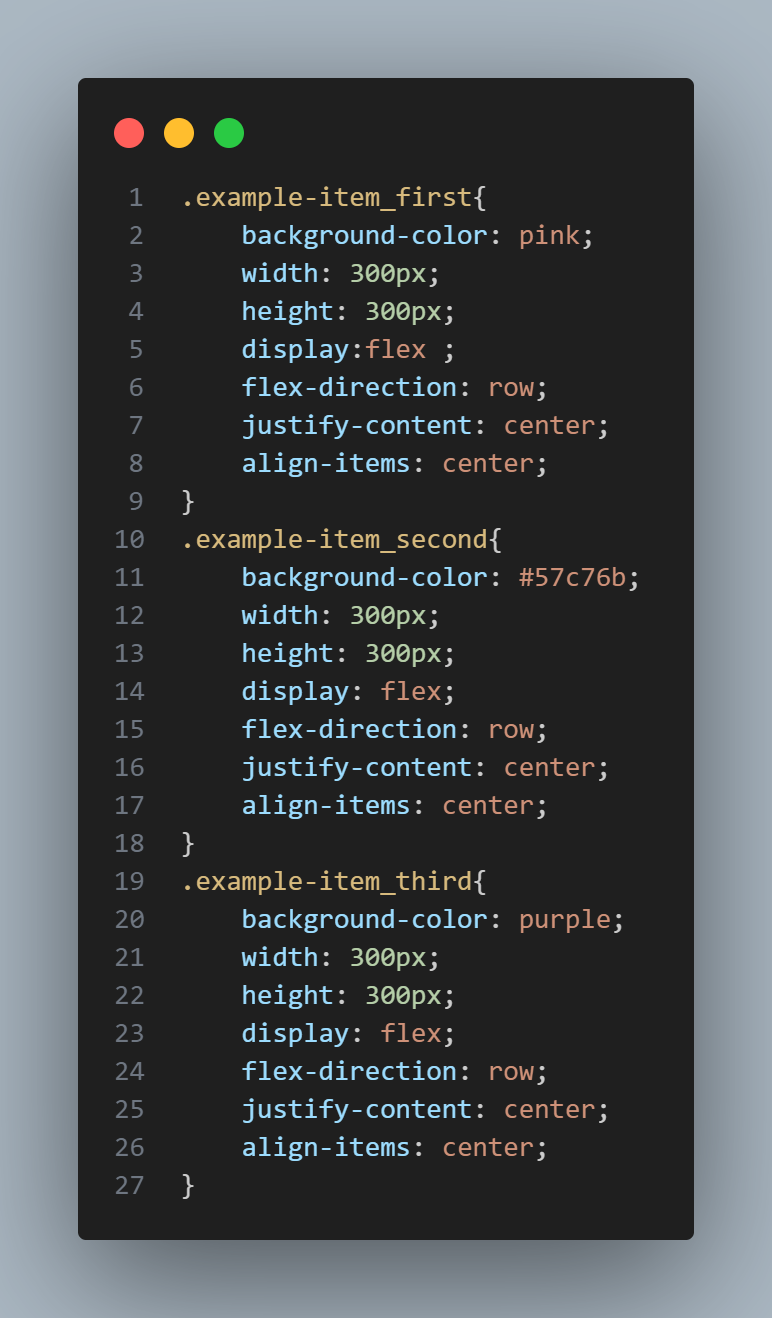 1 .example-item_first{
2     background-color: pink;
3     width: 300px;
4     height: 300px;
5     display:flex ;
6     flex-direction: row;
7     justify-content: center;
8     align-items: center;
9 }
10 .example-item_second{
11     background-color: #57c76b;
12     width: 300px;
13     height: 300px;
14     display: flex;
15     flex-direction: row;
16     justify-content: center;
17     align-items: center;
18 }
19 .example-item_third{
20     background-color: purple;
21     width: 300px;
22     height: 300px;
23     display: flex;
24     flex-direction: row;
25     justify-content: center;
26     align-items: center;
27 }